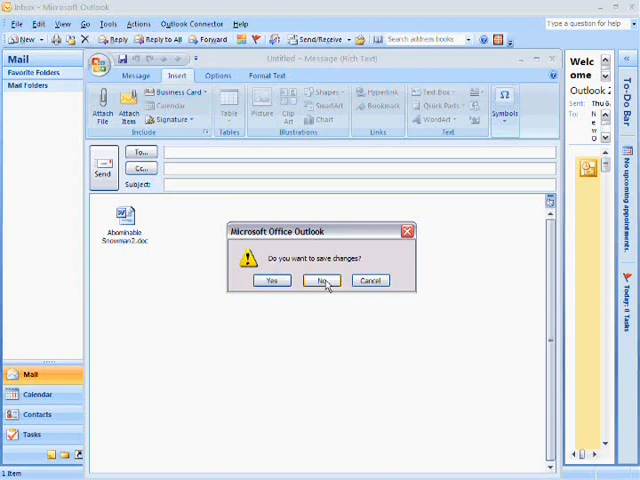 Inbox - Microsoft Outlook
File Edit View Go Tools Actions Outlook Connector Help
Type a question for help
New Reply Reply to All Forward Send/Receive Search address books
Mail
Favorite Folders
Mail Folders
Untitled - Message (Rich Text)
Message Insert Options Format Text
Attach File
Attach Item
Business Card
Calendar
Signature
Include
Table
Tables
Picture
Clip Art
Shapes
SmartArt
Chart
Illustrations
Hyperlink
Bookmark
Links
Text Box
Quick Parts
WordArt
Text
Symbols
Send
To...
Cc...
Subject:
Abominable
Snowman2.doc
Microsoft Office Outlook
Do you want to save changes?
Yes No Cancel
Welc
ome
Outlook 2
Sent: Thu 6
To: N
e
w
O
To-Do Bar
No upcoming appointments.
Today: 0 Tasks
Mail
Calendar
Contacts
Tasks
1 Item